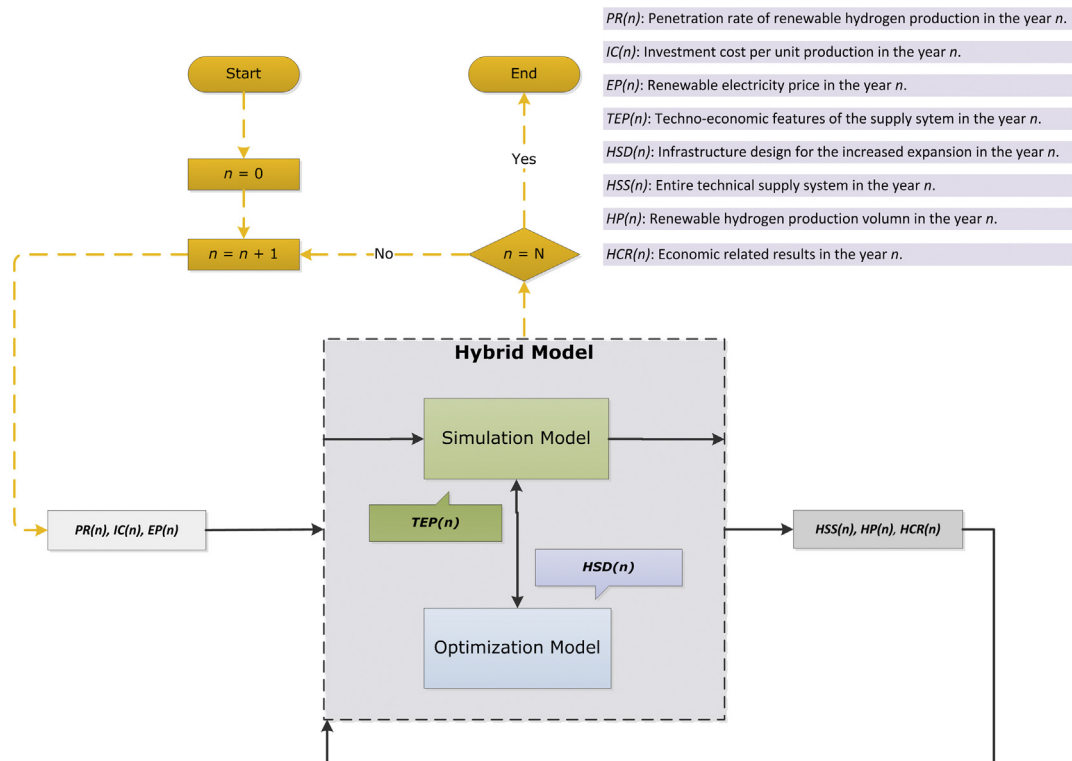 PR(n): Penetration rate of renewable hydrogen production in the year n.
IC(n): Investment cost per unit production in the year n.
EP(n): Renewable electricity price in the year n.
TEP(n): Techno-economic features of the supply sytem in the year n.
HSD(n): Infrastructure design for the increased expansion in the year n.
HSS(n): Entire technical supply system in the year n.
HP(n): Renewable hydrogen production volumn in the year n.
HCR(n): Economic related results in the year n.
Start
End
Yes
n = 0
n = n + 1
No
n = N
Hybrid Model
Simulation Model
TEP(n)
PR(n), IC(n), EP(n)
HSS(n), HP(n), HCR(n)
HSD(n)
Optimization Model